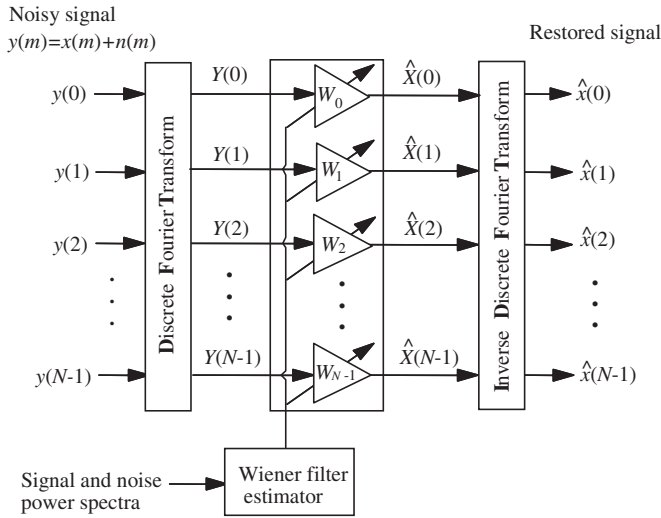 Noisy signal
y(m)=x(m)+n(m)
Restored signal
y(0)
Y(0)
W0
X̂(0)
x̂(0)
y(1)
Y(1)
W1
X̂(1)
x̂(1)
y(2)
Y(2)
W2
X̂(2)
x̂(2)
y(N-1)
Y(N-1)
WN-1
X̂(N-1)
x̂(N-1)
Discrete Fourier Transform
Inverse Discrete Fourier Transform
Signal and noise
power spectra
Wiener filter
estimator